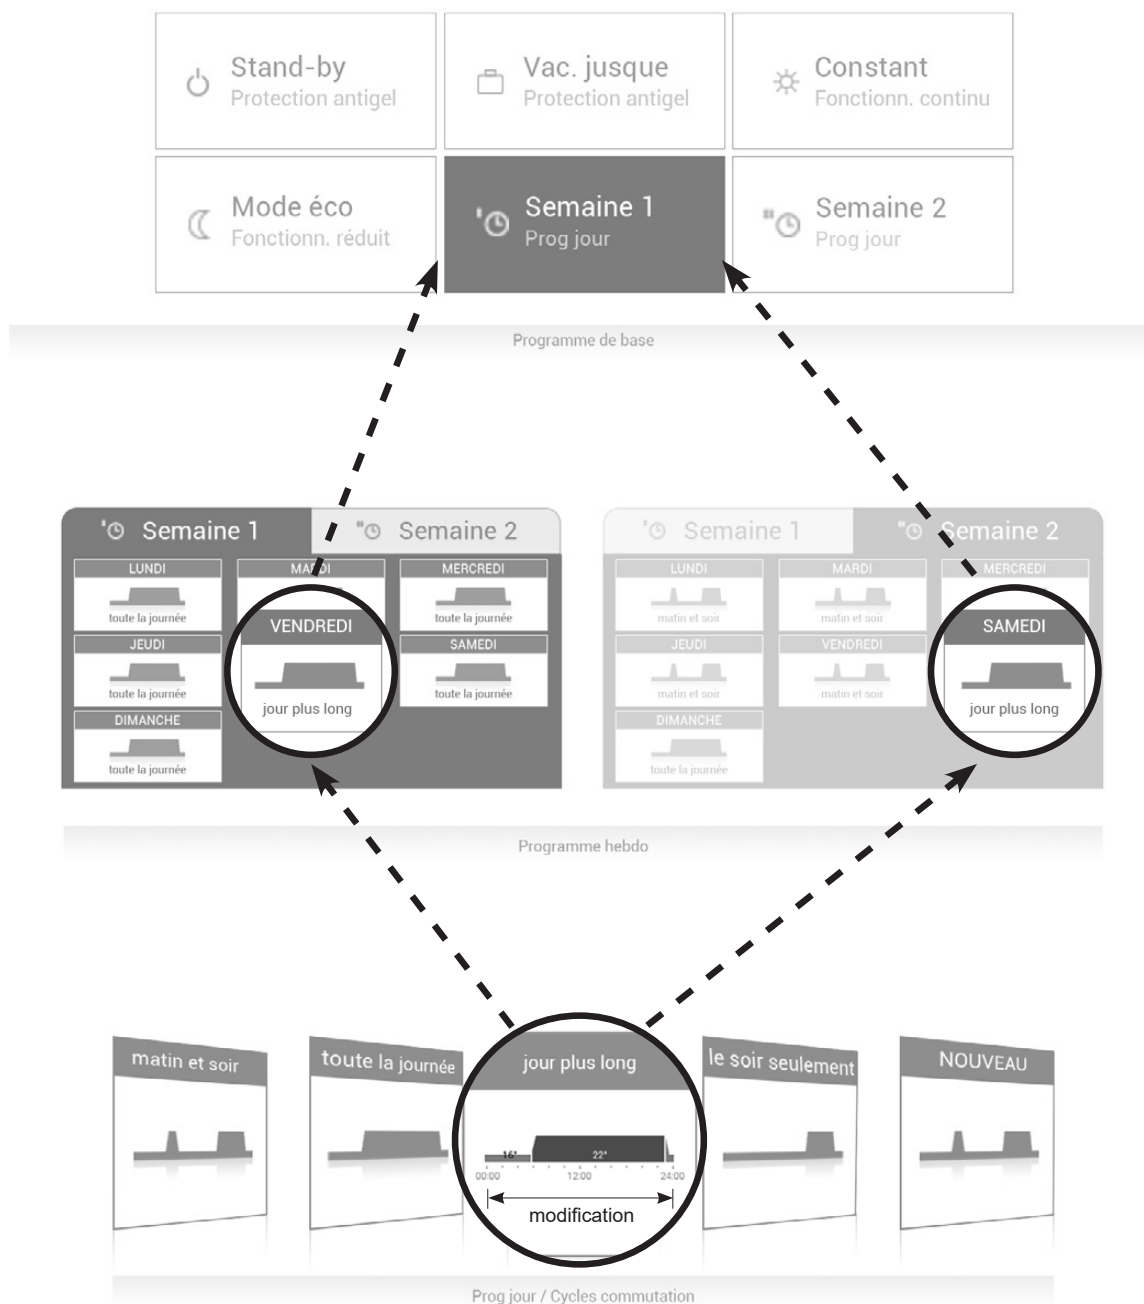 Stand-by
Protection antigel
Vac. jusque
Protection antigel
Constant
Fonctionn. continu
Mode éco
Fonctionn. réduit
Semaine 1
Prog jour
Semaine 2
Prog jour
Programme de base
Semaine 1
Semaine 2
LUNDI
MARDI
MERCREDI
toute la journée
toute la journée
VENDREDI
jour plus long
JEUDI
SAMEDI
toute la journée
toute la journée
DIMANCHE
toute la journée
Semaine 1
Semaine 2
LUNDI
MARDI
MERCREDI
matin et soir
matin et soir
SAMEDI
jour plus long
JEUDI
VENDREDI
matin et soir
matin et soir
DIMANCHE
toute la journée
Programme hebdo
matin et soir
toute la journée
jour plus long
16°
22°
00:00
12:00
24:00
modification
le soir seulement
NOUVEAU
Prog jour / Cycles commutation